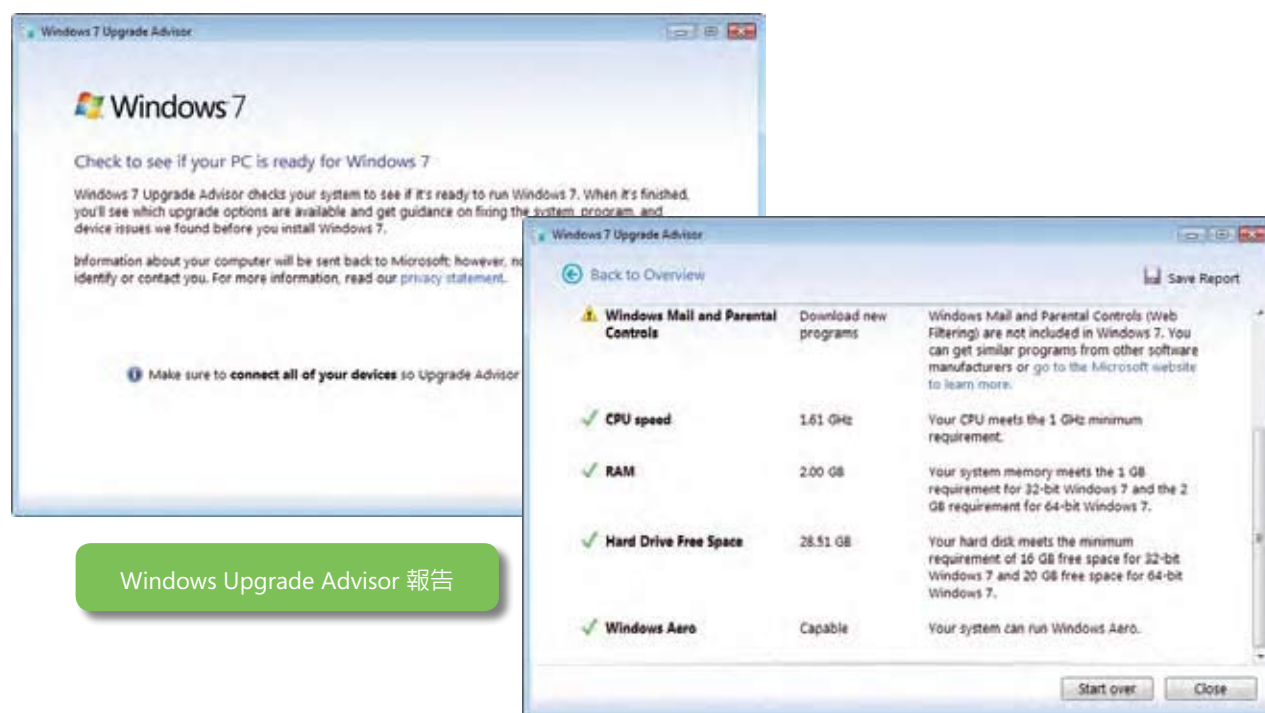 Windows 7 Upgrade Advisor
Windows 7
Check to see if your PC is ready for Windows 7
Windows 7 Upgrade Advisor checks your system to see if it's ready to run Windows 7. When it's finished,
you'll see which upgrade options are available and get guidance on fixing the system, program, and
device issues we found before you install Windows 7.
Information about your computer will be sent back to Microsoft; however, no
identify or contact you. For more information, read our privacy statement.
Make sure to connect all of your devices so Upgrade Advisor
Windows Upgrade Advisor 報告
Windows 7 Upgrade Advisor
Back to Overview
Save Report
Windows Mail and Parental
Controls
Download new
programs
Windows Mail and Parental Controls (Web
Filtering) are not included in Windows 7. You
can get similar programs from other software
manufacturers or go to the Microsoft website
to learn more.
CPU speed
1.61 GHz
Your CPU meets the 1 GHz minimum
requirement.
RAM
2.00 GB
Your system memory meets the 1 GB
requirement for 32-bit Windows 7 and the 2
GB requirement for 64-bit Windows 7.
Hard Drive Free Space
28.51 GB
Your hard disk meets the minimum
requirement of 16 GB free space for 32-bit
Windows 7 and 20 GB free space for 64-bit
Windows 7.
Windows Aero
Capable
Your system can run Windows Aero.
Start over
Close